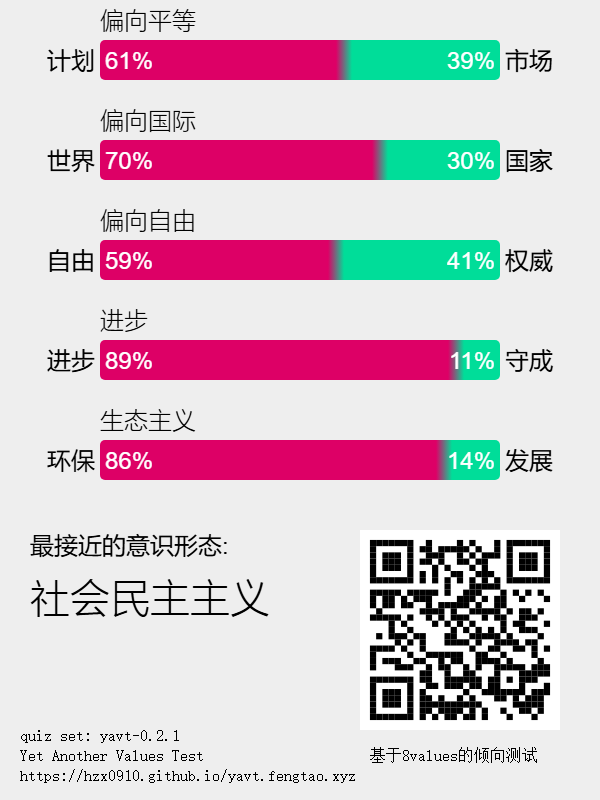 偏向平等
计划 61% 39% 市场
偏向国际
世界 70% 30% 国家
偏向自由
自由 59% 41% 权威
进步
进步 89% 11% 守成
生态主义
环保 86% 14% 发展
最接近的意识形态:
社会民主主义
quiz set: yavt-0.2.1
Yet Another Values Test
https://hzx0910.github.io/yavt.fengtao.xyz
基于8values的倾向测试